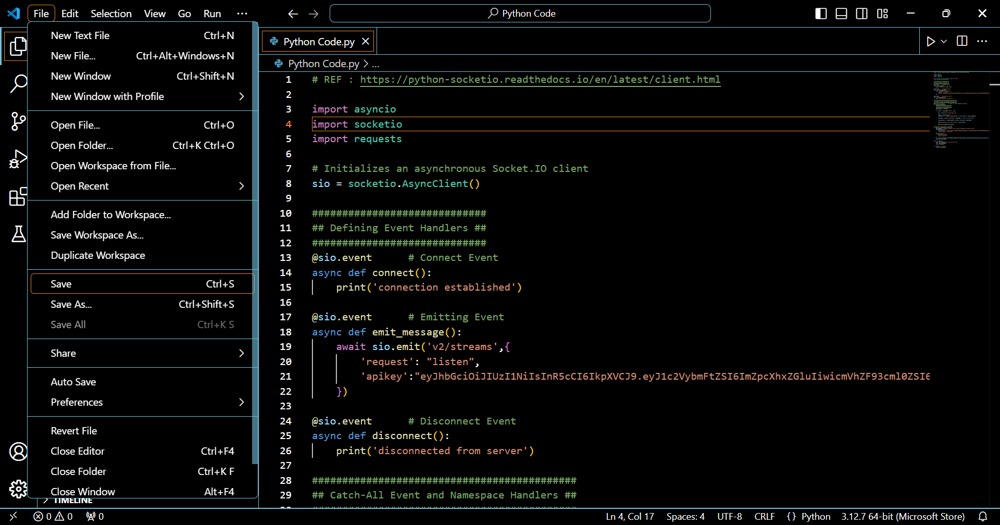 File Edit Selection View Go Run ...
Python Code
New Text File Ctrl+N
New File... Ctrl+Alt+Windows+N
New Window Ctrl+Shift+N
New Window with Profile
Open File... Ctrl+O
Open Folder... Ctrl+K Ctrl+O
Open Workspace from File...
Open Recent
Add Folder to Workspace...
Save Workspace As...
Duplicate Workspace
Save Ctrl+S
Save As... Ctrl+Shift+S
Save All Ctrl+K S
Share
Auto Save
Preferences
Revert File
Close Editor Ctrl+F4
Close Folder Ctrl+K F
Close Window Alt+F4
TIMELINE
Python Code.py
Python Code.py > ...
1 # REF : https://python-socketio.readthedocs.io/en/latest/client.html
2
3 import asyncio
4 import socketio
5 import requests
6
7 # Initializes an asynchronous Socket.IO client
8 sio = socketio.AsyncClient()
9
10 #############################
11 ## Defining Event Handlers ##
12 #############################
13 @sio.event # Connect Event
14 async def connect():
15 print('connection established')
16
17 @sio.event # Emitting Event
18 async def emit_message():
19 await sio.emit('v2/streams',{
20 'request': "listen",
21 'apikey':"eyJhbGciOiJIUzI1NiIsInR5cCI6IkpXVCJ9.eyJ1c2VybmFtZSI6ImZpcXhxZGluIiwicmVhZF93cml0ZSI6
22 })
23
24 @sio.event # Disconnect Event
25 async def disconnect():
26 print('disconnected from server')
27
28 ############################################
29 ## Catch-All Event and Namespace Handlers ##
0 0 0
Ln 4, Col 17 Spaces: 4 UTF-8 CRLF {} Python 3.12.7 64-bit (Microsoft Store)